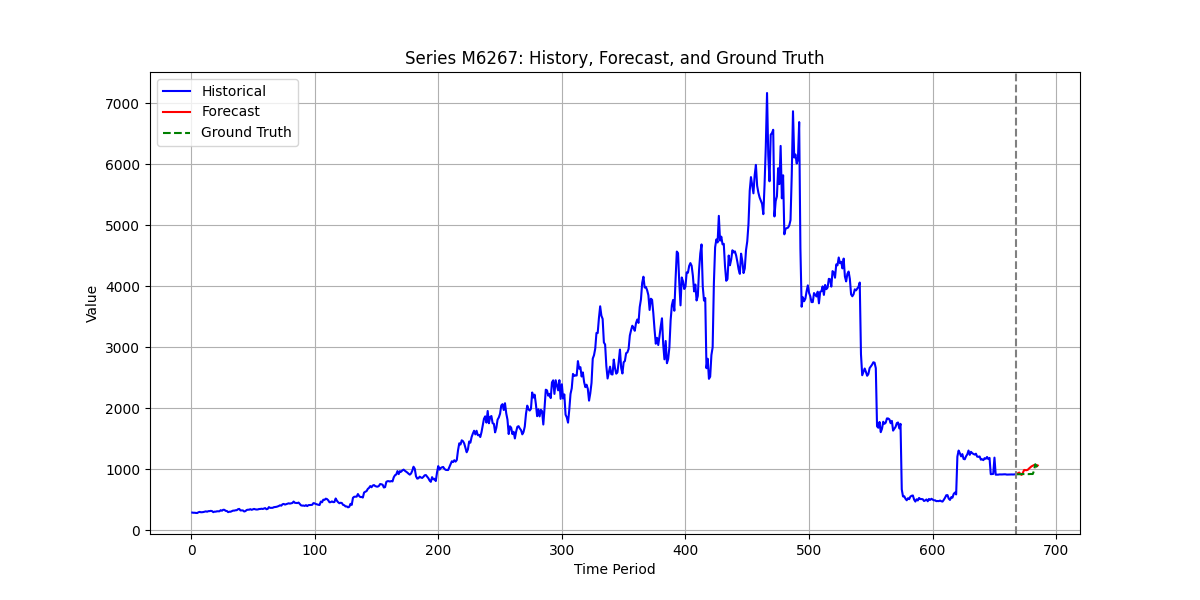 Series M6267: History, Forecast, and Ground Truth
Historical
Forecast
Ground Truth
Value
7000
6000
5000
4000
3000
2000
1000
0
0 100 200 300 400 500 600 700
Time Period